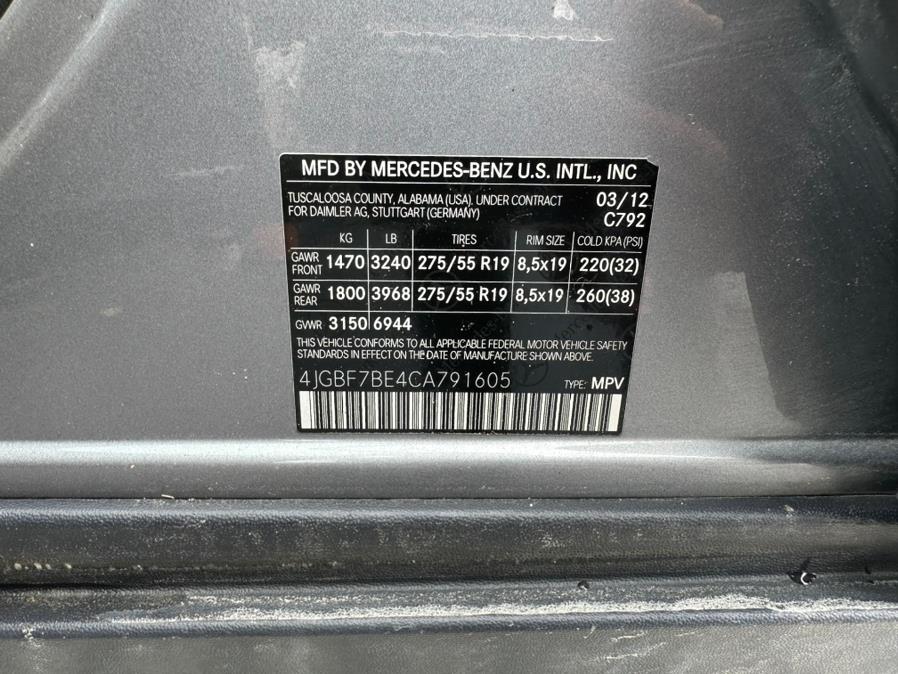 MFD BY MERCEDES-BENZ U.S. INTL., INC
TUSCALOOSA COUNTY, ALABAMA (USA). UNDER CONTRACT 03/12
FOR DAIMLER AG, STUTTGART (GERMANY) C792
KG LB TIRES RIM SIZE COLD KPA (PSI)
GAWR FRONT 1470 3240 275/55 R19 8,5x19 220(32)
GAWR REAR 1800 3968 275/55 R19 8,5x19 260(38)
GVWR 3150 6944
THIS VEHICLE CONFORMS TO ALL APPLICABLE FEDERAL MOTOR VEHICLE SAFETY
STANDARDS IN EFFECT ON THE DATE OF MANUFACTURE SHOWN ABOVE.
4JGBF7BE4CA791605 TYPE: MPV